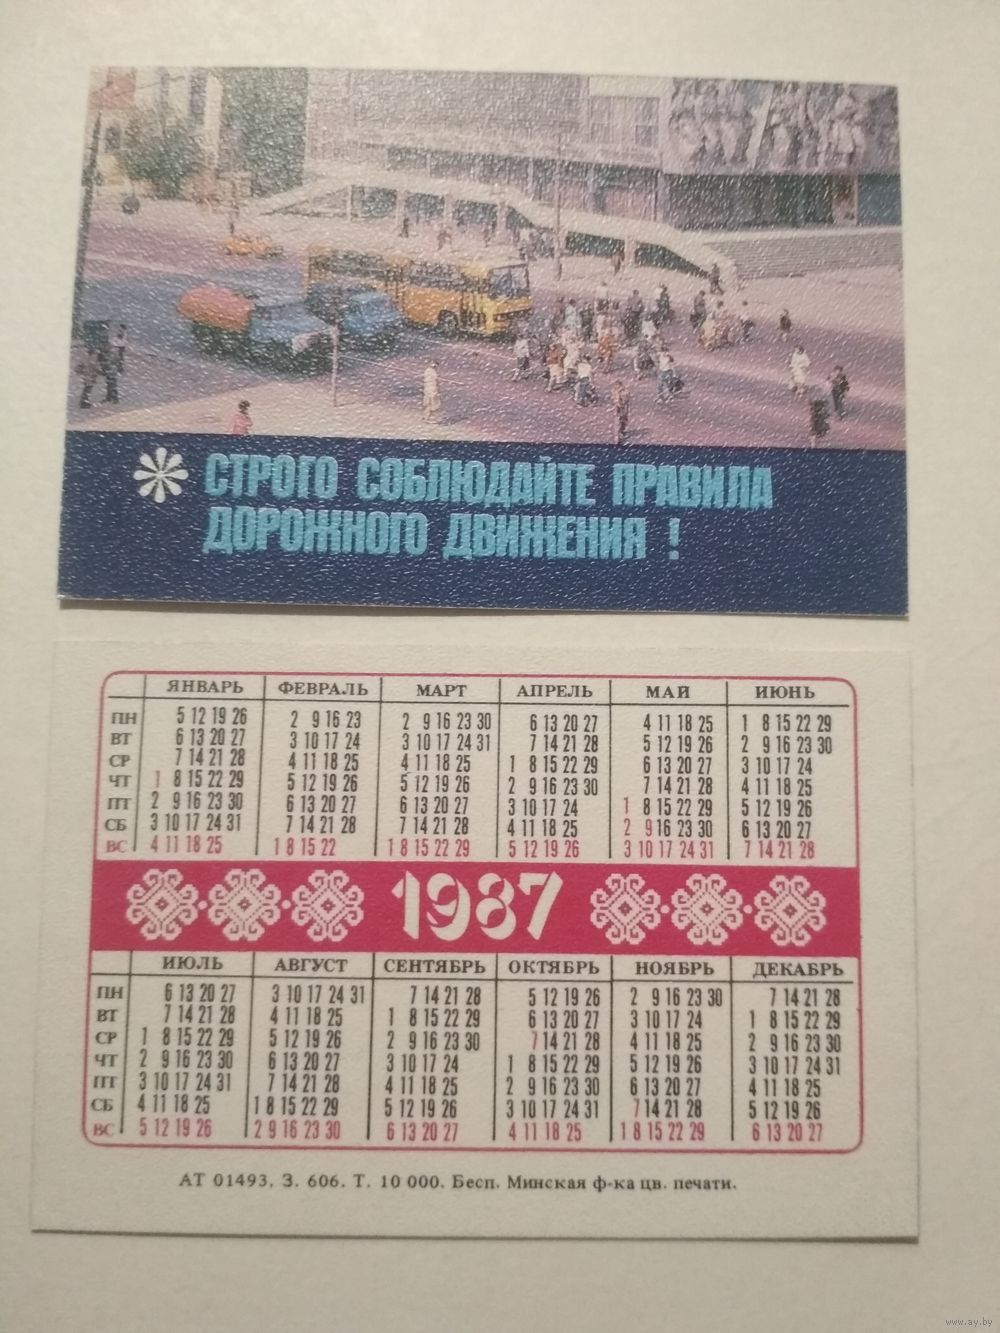 СТРОГО СОБЛЮДАЙТЕ ПРАВИЛА
ДОРОЖНОГО ДВИЖЕНИЯ !
ЯНВАРЬ ФЕВРАЛЬ МАРТ АПРЕЛЬ МАЙ ИЮНЬ
ПН 5 12 19 26 2 9 16 23 2 9 16 23 30 6 13 20 27 4 11 18 25 1 8 15 22 29
ВТ 6 13 20 27 3 10 17 24 3 10 17 24 31 7 14 21 28 5 12 19 26 2 9 16 23 30
СР 7 14 21 28 4 11 18 25 4 11 18 25 1 8 15 22 29 6 13 20 27 3 10 17 24
ЧТ 1 8 15 22 29 5 12 19 26 5 12 19 26 2 9 16 23 30 7 14 21 28 4 11 18 25
ПТ 2 9 16 23 30 6 13 20 27 6 13 20 27 3 10 17 24 1 8 15 22 29 5 12 19 26
СБ 3 10 17 24 31 7 14 21 28 7 14 21 28 4 11 18 25 2 9 16 23 30 6 13 20 27
ВС 4 11 18 25 1 8 15 22 1 8 15 22 29 5 12 19 26 3 10 17 24 31 7 14 21 28
1987
ИЮЛЬ АВГУСТ СЕНТЯБРЬ ОКТЯБРЬ НОЯБРЬ ДЕКАБРЬ
ПН 6 13 20 27 3 10 17 24 31 7 14 21 28 5 12 19 26 2 9 16 23 30 7 14 21 28
ВТ 7 14 21 28 4 11 18 25 1 8 15 22 29 6 13 20 27 3 10 17 24 1 8 15 22 29
СР 1 8 15 22 29 5 12 19 26 2 9 16 23 30 7 14 21 28 4 11 18 25 2 9 16 23 30
ЧТ 2 9 16 23 30 6 13 20 27 3 10 17 24 1 8 15 22 29 5 12 19 26 3 10 17 24 31
ПТ 3 10 17 24 31 7 14 21 28 4 11 18 25 2 9 16 23 30 6 13 20 27 4 11 18 25
СБ 4 11 18 25 1 8 15 22 29 5 12 19 26 3 10 17 24 31 7 14 21 28 5 12 19 26
ВС 5 12 19 26 2 9 16 23 30 6 13 20 27 4 11 18 25 1 8 15 22 29 6 13 20 27
АТ 01493. З. 606. Т. 10 000. Бесп. Минская ф-ка цв. печати.
www.ay.by